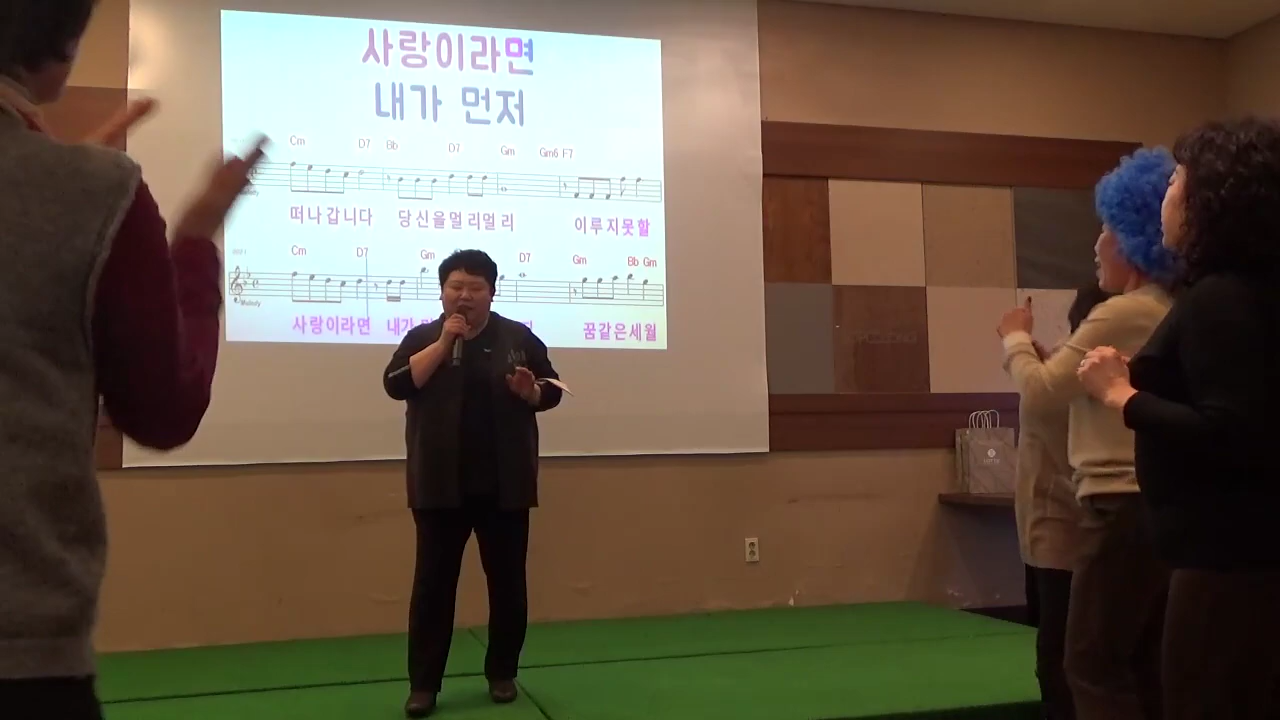 사랑이라면
내가 먼저
Cm D7 Bb D7 Gm Gm6 F7
떠나갑니다 당신을멀리멀리 이루지못할
Cm D7 Gm D7 Gm Bb Gm
Melody
사랑이라면 내가 꿈같은세월